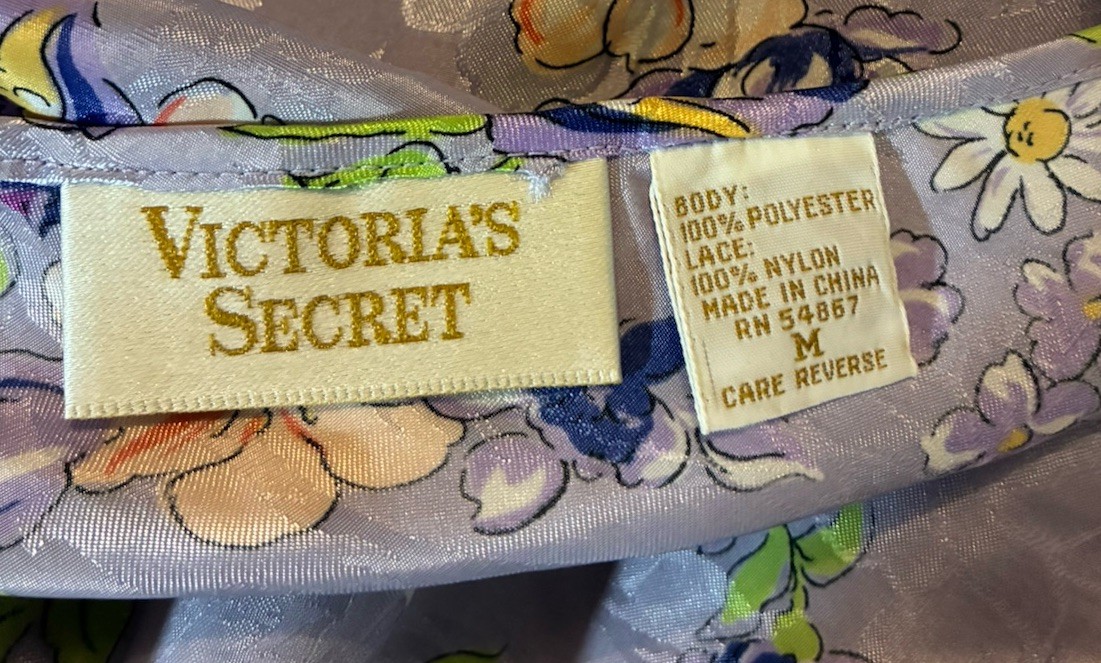 VICTORIA'S
SECRET
BODY:
100% POLYESTER
LACE:
100% NYLON
MADE IN CHINA
RN 54867
M
CARE REVERSE